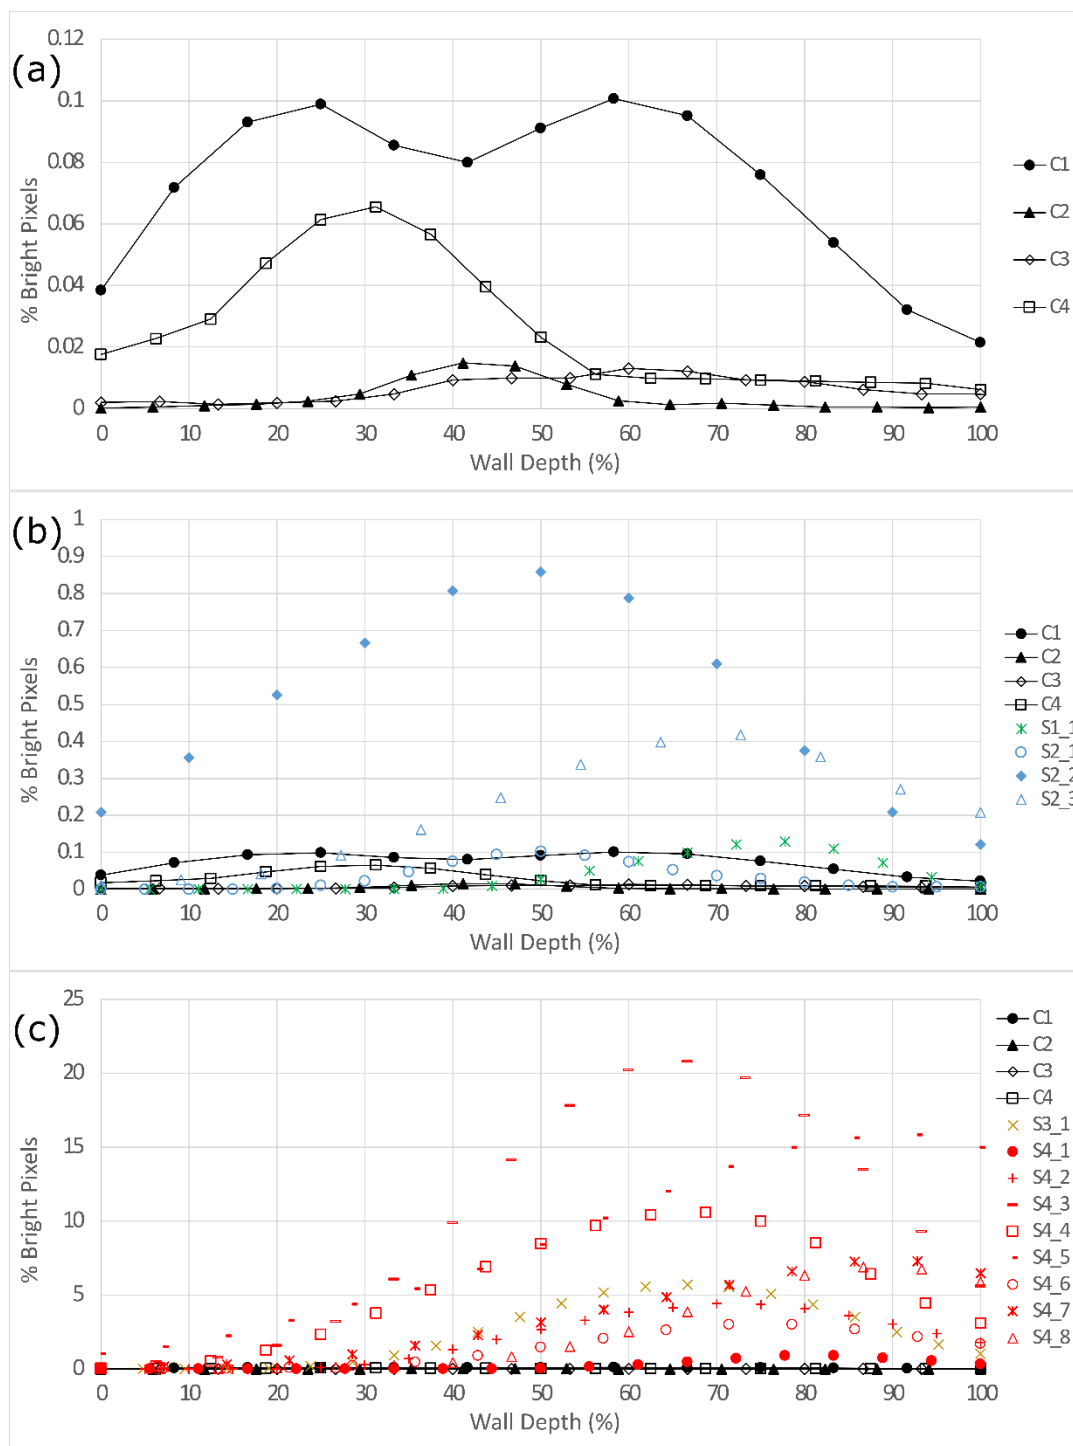 (a)
0.12
0.1
0.08
0.06
0.04
0.02
0
% Bright Pixels
0 10 20 30 40 50 60 70 80 90 100
Wall Depth (%)
C1
C2
C3
C4
(b)
1
0.9
0.8
0.7
0.6
0.5
0.4
0.3
0.2
0.1
0
% Bright Pixels
0 10 20 30 40 50 60 70 80 90 100
Wall Depth (%)
C1
C2
C3
C4
S1_1
S2_1
S2_2
S2_3
(c)
25
20
15
10
5
0
% Bright Pixels
0 10 20 30 40 50 60 70 80 90 100
Wall Depth (%)
C1
C2
C3
C4
S3_1
S4_1
S4_2
S4_3
S4_4
S4_5
S4_6
S4_7
S4_8